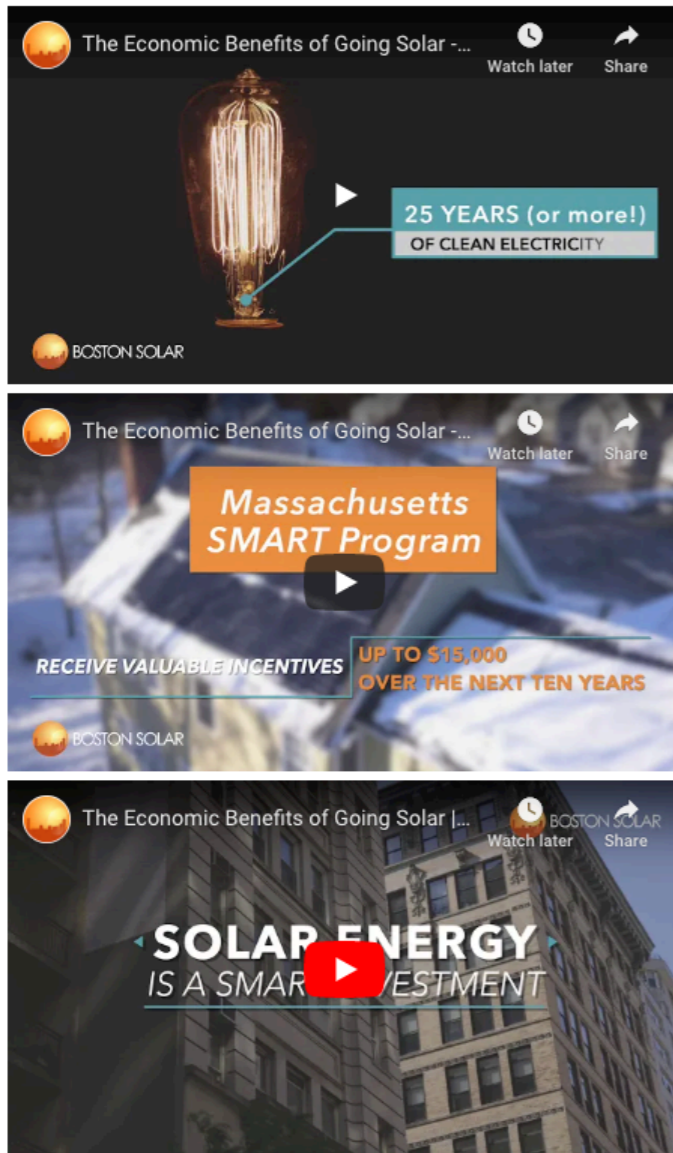 The Economic Benefits of Going Solar -...
Watch later
Share
25 YEARS (or more!)
OF CLEAN ELECTRICITY
BOSTON SOLAR
The Economic Benefits of Going Solar -...
Watch later
Share
Massachusetts
SMART Program
RECEIVE VALUABLE INCENTIVES
UP TO $15,000
OVER THE NEXT TEN YEARS
BOSTON SOLAR
The Economic Benefits of Going Solar |...
Watch later
Share
BOSTON SOLAR
SOLAR ENERGY
IS A SMART INVESTMENT